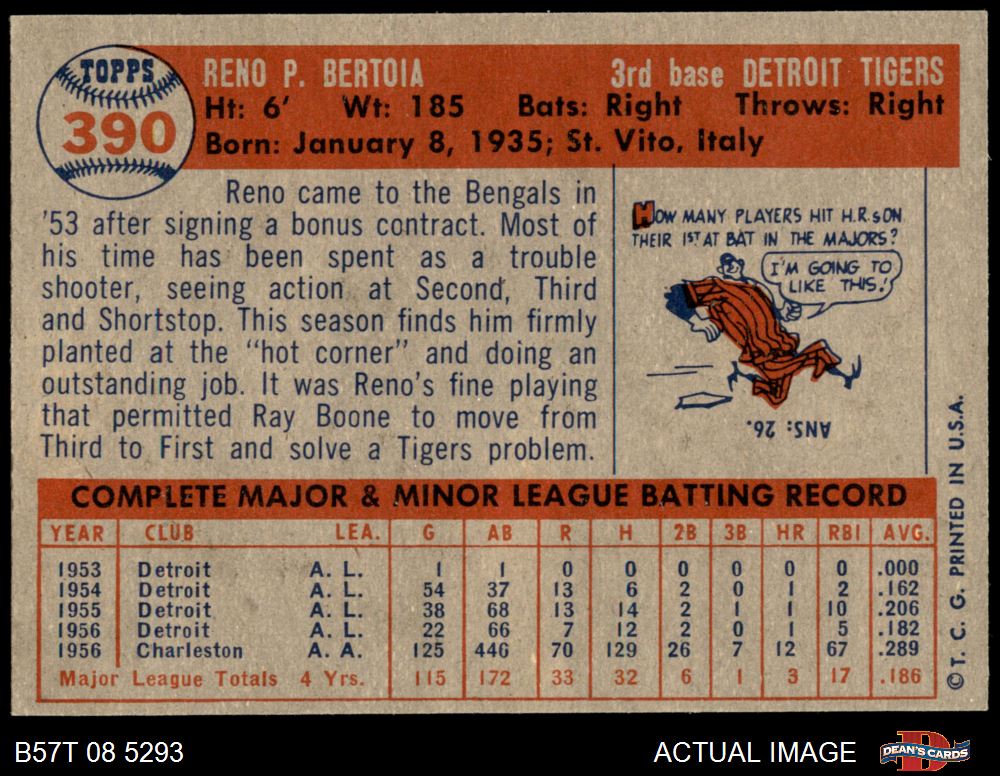 TOPPS
390
RENO P. BERTOIA 3rd base DETROIT TIGERS
Ht: 6' Wt: 185 Bats: Right Throws: Right
Born: January 8, 1935; St. Vito, Italy
Reno came to the Bengals in
'53 after signing a bonus contract. Most of
his time has been spent as a trouble
shooter, seeing action at Second, Third
and Shortstop. This season finds him firmly
planted at the "hot corner" and doing an
outstanding job. It was Reno's fine playing
that permitted Ray Boone to move from
Third to First and solve a Tigers problem.
HOW MANY PLAYERS HIT H.R.s ON
THEIR 1ST AT BAT IN THE MAJORS?
I'M GOING TO
LIKE THIS!
ANS: 26.
COMPLETE MAJOR & MINOR LEAGUE BATTING RECORD
YEAR CLUB LEA. G AB R H 2B 3B HR RBI AVG.
1953 Detroit A. L. 1 1 0 0 0 0 0 0 .000
1954 Detroit A. L. 54 37 13 6 2 0 1 2 .162
1955 Detroit A. L. 38 68 13 14 2 1 1 10 .206
1956 Detroit A. L. 22 66 7 12 2 0 1 5 .182
1956 Charleston A. A. 125 446 70 129 26 7 12 67 .289
Major League Totals 4 Yrs. 115 172 33 32 6 1 3 17 .186
© T. C. G. PRINTED IN U.S.A.
B57T 08 5293 ACTUAL IMAGE
DEAN'S CARDS